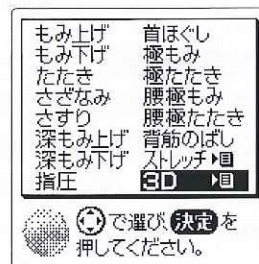 もみ上げ 首ほぐし
もみ下げ 極もみ
たたき 極たたき
さざなみ 腰極もみ
さすり 腰極たたき
深もみ上げ 背筋のばし
深もみ下げ ストレッチ
指圧 3D
で選び 決定 を
押してください。